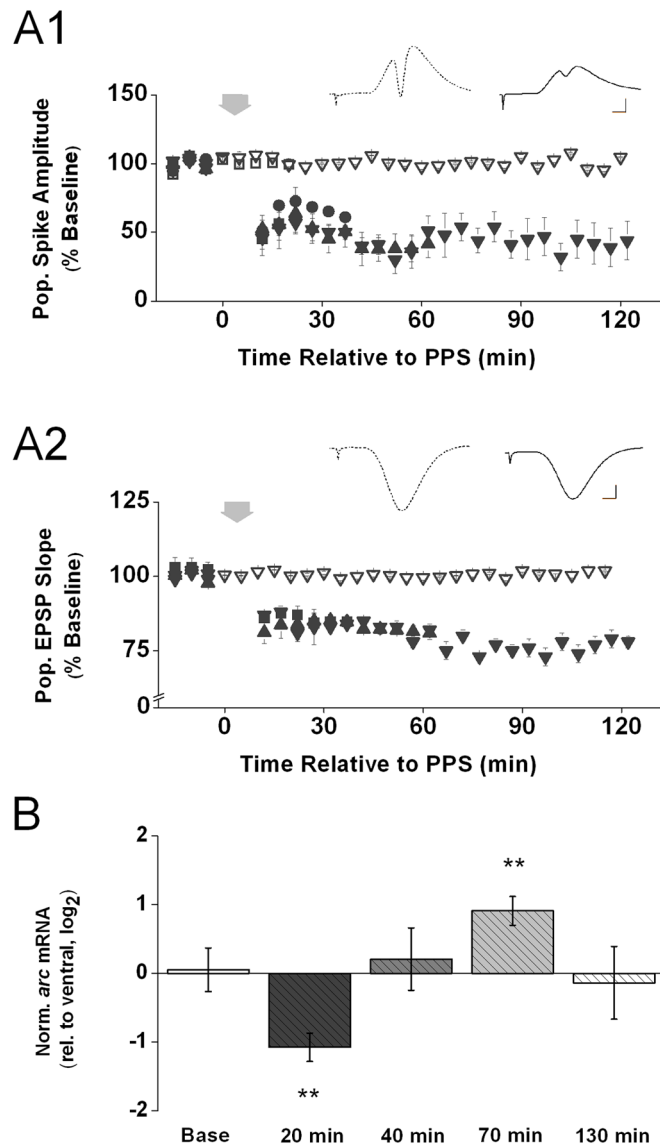 A1
150
100
50
0
Pop. Spike Amplitude
(% Baseline)
0 30 60 90 120
Time Relative to PPS (min)
A2
125
100
75
0
Pop. EPSP Slope
(% Baseline)
0 30 60 90 120
Time Relative to PPS (min)
B
2
1
0
-1
-2
Norm. arc mRNA
(rel. to ventral, log2)
**
**
Base 20 min 40 min 70 min 130 min